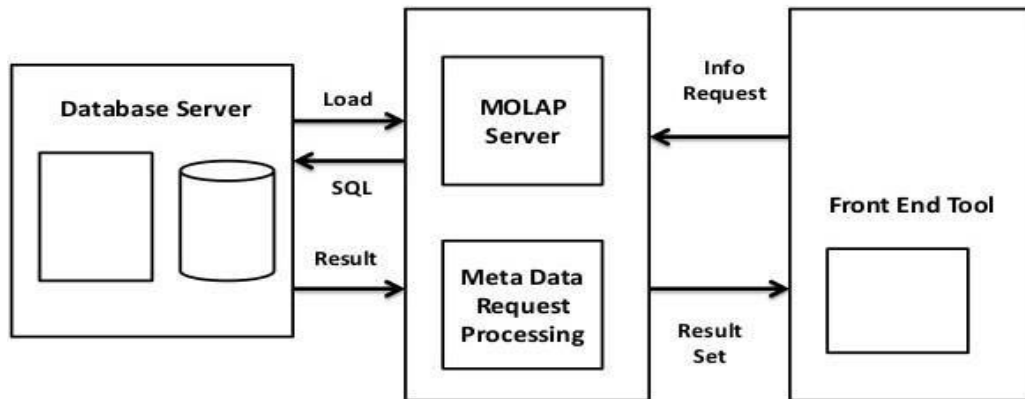 Database Server
Load
SQL
Result
MOLAP
Server
Meta Data
Request
Processing
Info
Request
Result
Set
Front End Tool